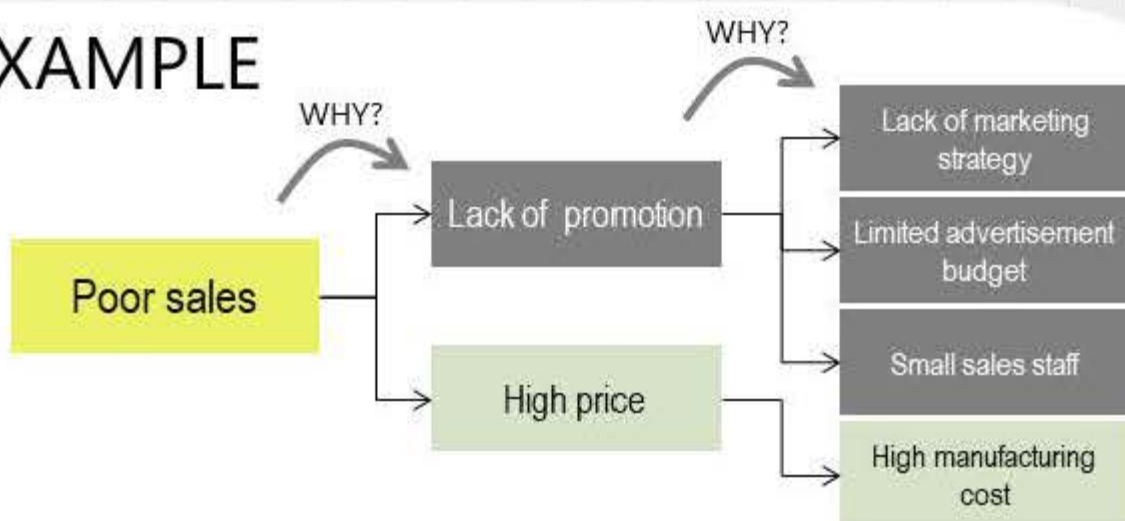 XAMPLE
WHY?
WHY?
Poor sales
Lack of promotion
High price
Lack of marketing
strategy
Limited advertisement
budget
Small sales staff
High manufacturing
cost